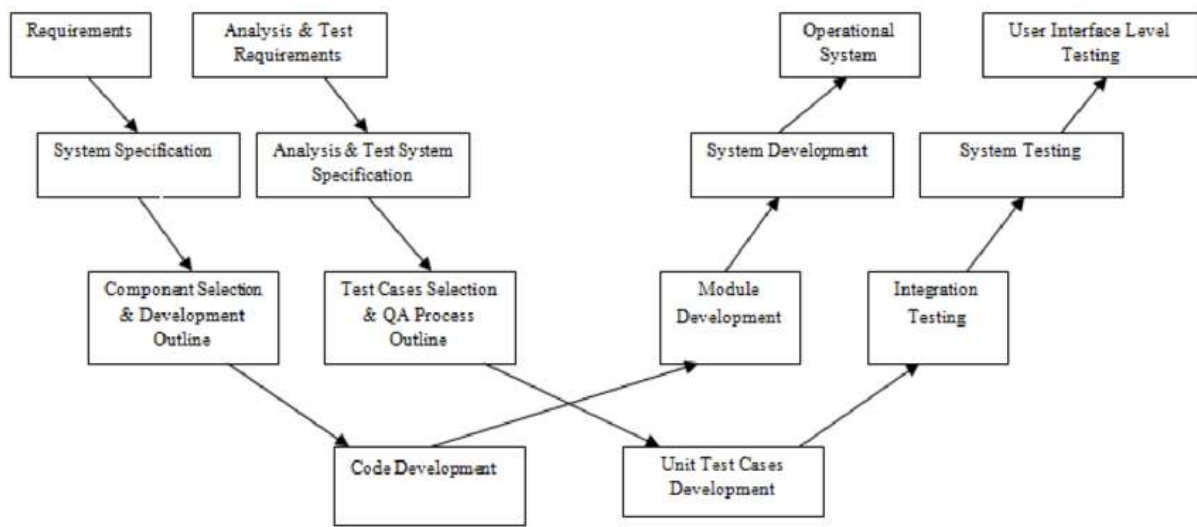 Requirements
Analysis & Test
Requirements
Operational
System
User Interface Level
Testing
System Specification
Analysis & Test System
Specification
System Development
System Testing
Component Selection
& Development
Outline
Test Cases Selection
& QA Process
Outline
Module
Development
Integration
Testing
Code Development
Unit Test Cases
Development